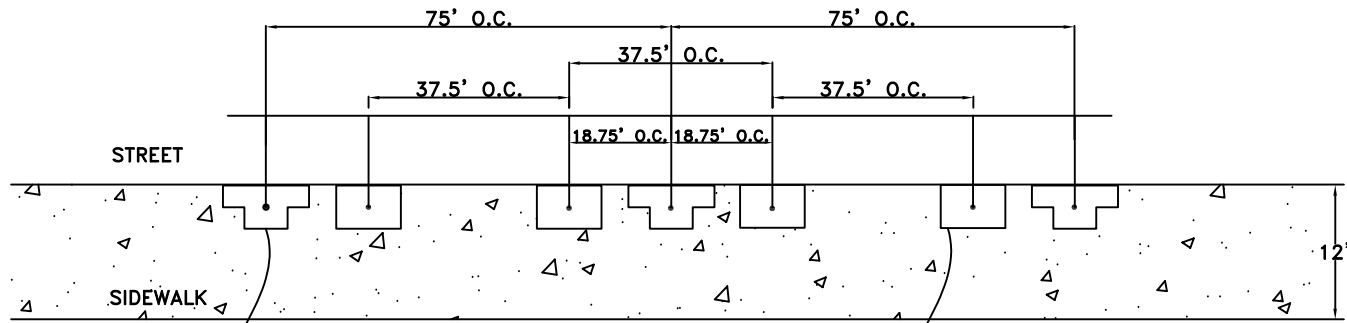 75' O.C. 75' O.C.
37.5' O.C.
37.5' O.C. 37.5' O.C.
18.75' O.C. 18.75' O.C.
STREET
12'
SIDEWALK